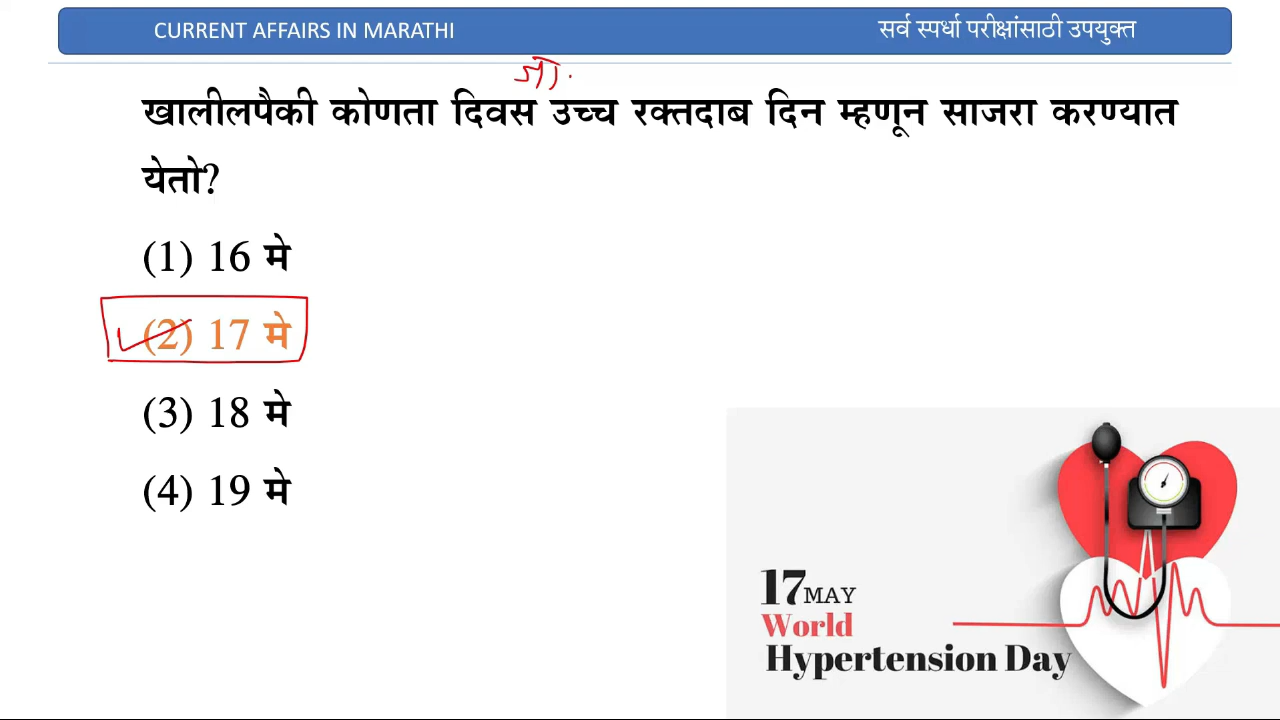 CURRENT AFFAIRS IN MARATHI
सर्व स्पर्धा परीक्षांसाठी उपयुक्त
जा.
खालीलपैकी कोणता दिवस उच्च रक्तदाब दिन म्हणून साजरा करण्यात
येतो?
(1) 16 मे
(2) 17 मे
(3) 18 मे
(4) 19 मे
17 MAY
World
Hypertension Day